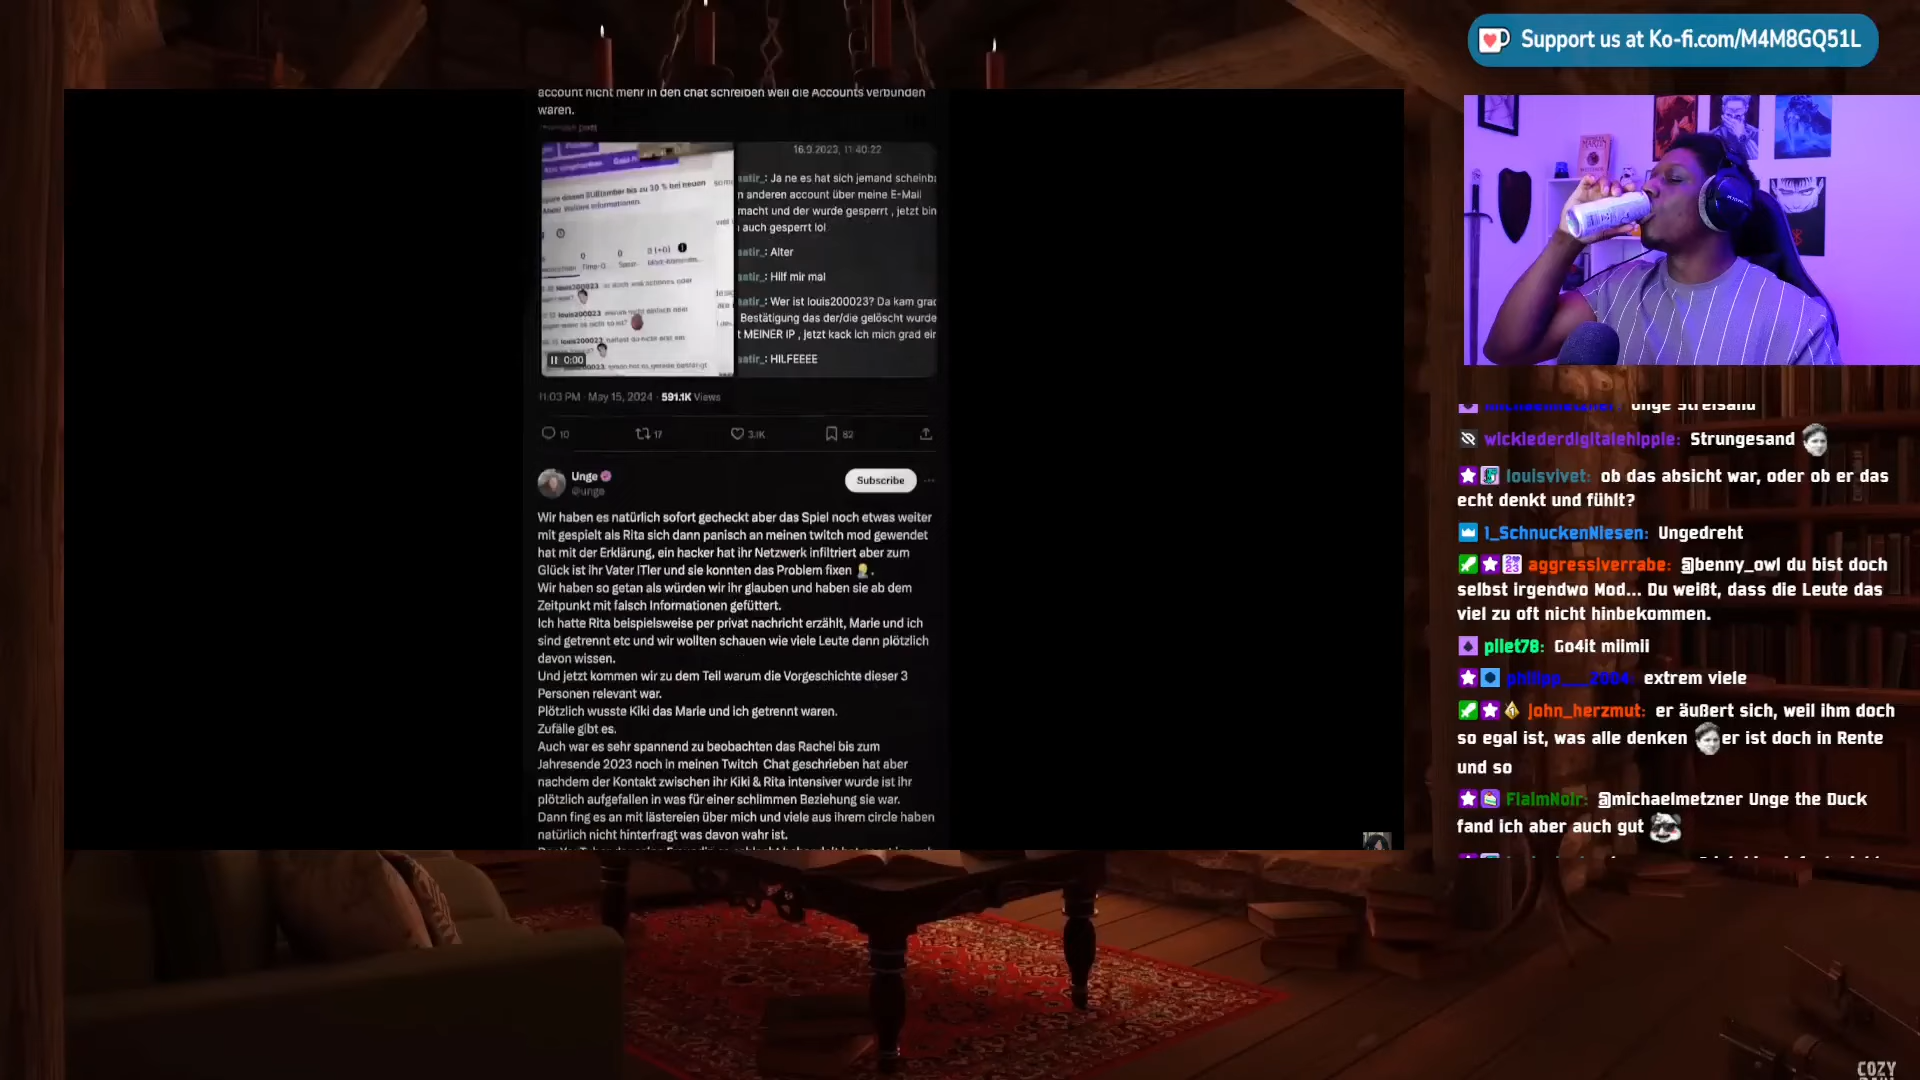 Support us at Ko-fi.com/M4M8GQ51L
account nicht mehr in den chat schreiben weil die Accounts verbunden
waren.
16.9.2023, 11:40:22
satir_: Ja ne es hat sich jemand scheinba
n anderen account über meine E-Mail
macht und der wurde gesperrt , jetzt bin
auch gesperrt lol
satir_: Alter
satir_: Hilf mir mal
satir_: Wer ist louis200023? Da kam grad
Bestätigung das der/die gelöscht wurde
t MEINER IP , jetzt kack ich mich grad ein
satir_: HILFEEEE
0:00
11:03 PM · May 15, 2024 · 591.1K Views
10
17
3.1K
82
Unge
@unge
Subscribe
Wir haben es natürlich sofort gecheckt aber das Spiel noch etwas weiter
mit gespielt als Rita sich dann panisch an meinen twitch mod gewendet
hat mit der Erklärung, ein hacker hat ihr Netzwerk infiltriert aber zum
Glück ist ihr Vater ITler und sie konnten das Problem fixen 🤦‍♂️.
Wir haben so getan als würden wir ihr glauben und haben sie ab dem
Zeitpunkt mit falsch Informationen gefüttert.
Ich hatte Rita beispielsweise per privat nachricht erzählt, Marie und ich
sind getrennt etc und wir wollten schauen wie viele Leute dann plötzlich
davon wissen.
Und jetzt kommen wir zu dem Teil warum die Vorgeschichte dieser 3
Personen relevant war.
Plötzlich wusste Kiki das Marie und ich getrennt waren.
Zufälle gibt es.
Auch war es sehr spannend zu beobachten das Rachel bis zum
Jahresende 2023 noch in meinen Twitch Chat geschrieben hat aber
nachdem der Kontakt zwischen ihr Kiki & Rita intensiver wurde ist ihr
plötzlich aufgefallen in was für einer schlimmen Beziehung sie war.
Dann fing es an mit lästereien über mich und viele aus ihrem circle haben
natürlich nicht hinterfragt was davon wahr ist.
Unge Streisand
wickiederdigitalehippie: Strungesand
louisvivet: ob das absicht war, oder ob er das
echt denkt und fühlt?
1_SchnuckenNiesen: Ungedreht
aggressiverrabe: @benny_owl du bist doch
selbst irgendwo Mod... Du weißt, dass die Leute das
viel zu oft nicht hinbekommen.
pilet78: Go4it miimii
philipp___2004: extrem viele
john_herzmut: er äußert sich, weil ihm doch
so egal ist, was alle denken er ist doch in Rente
und so
FlaimNoir: @michaelmetzner Unge the Duck
fand ich aber auch gut
COZY